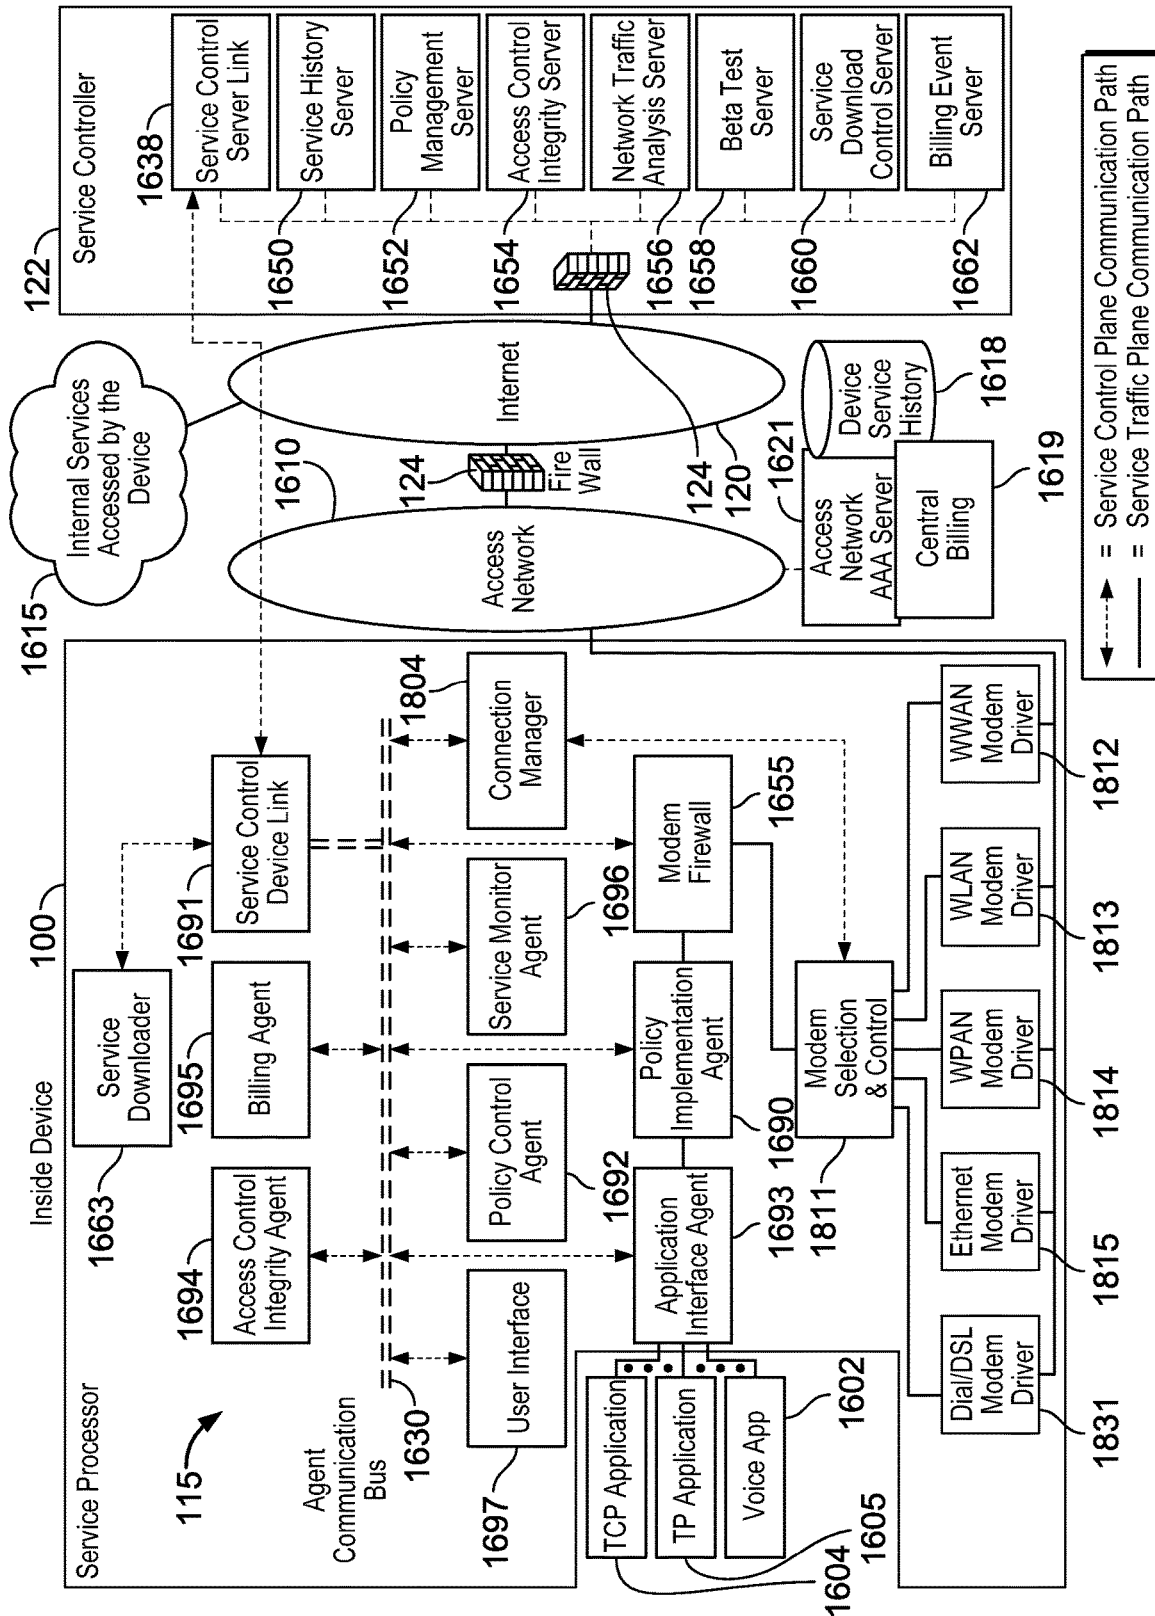 Inside Device
100
Service Processor
115
1663
Service
Downloader
1694
Access Control
Integrity Agent
1695
Billing Agent
1691
Service Control
Device Link
Agent
Communication
Bus
1630
1697
User Interface
Policy Control
Agent
1692
Service Monitor
Agent
1696
Connection
Manager
1804
TCP Application
TP Application
Voice App
1604
1605
1602
Application
Interface Agent
1693
Policy
Implementation
Agent
1690
Modem
Firewall
1655
Modem
Selection
& Control
1811
Dial/DSL
Modem
Driver
1831
Ethernet
Modem
Driver
1815
WPAN
Modem
Driver
1814
WLAN
Modem
Driver
1813
WWAN
Modem
Driver
1812
1615
Internal Services
Accessed by the
Device
1610
Access
Network
124
Fire
Wall
Internet
120
124
1621
Access
Network
AAA Server
Device
Service
History
1618
Central
Billing
1619
122
Service Controller
1638
Service Control
Server Link
1650
Service History
Server
1652
Policy
Management
Server
1654
Access Control
Integrity Server
1656
Network Traffic
Analysis Server
1658
Beta Test
Server
1660
Service
Download
Control Server
1662
Billing Event
Server
= Service Control Plane Communication Path
= Service Traffic Plane Communication Path